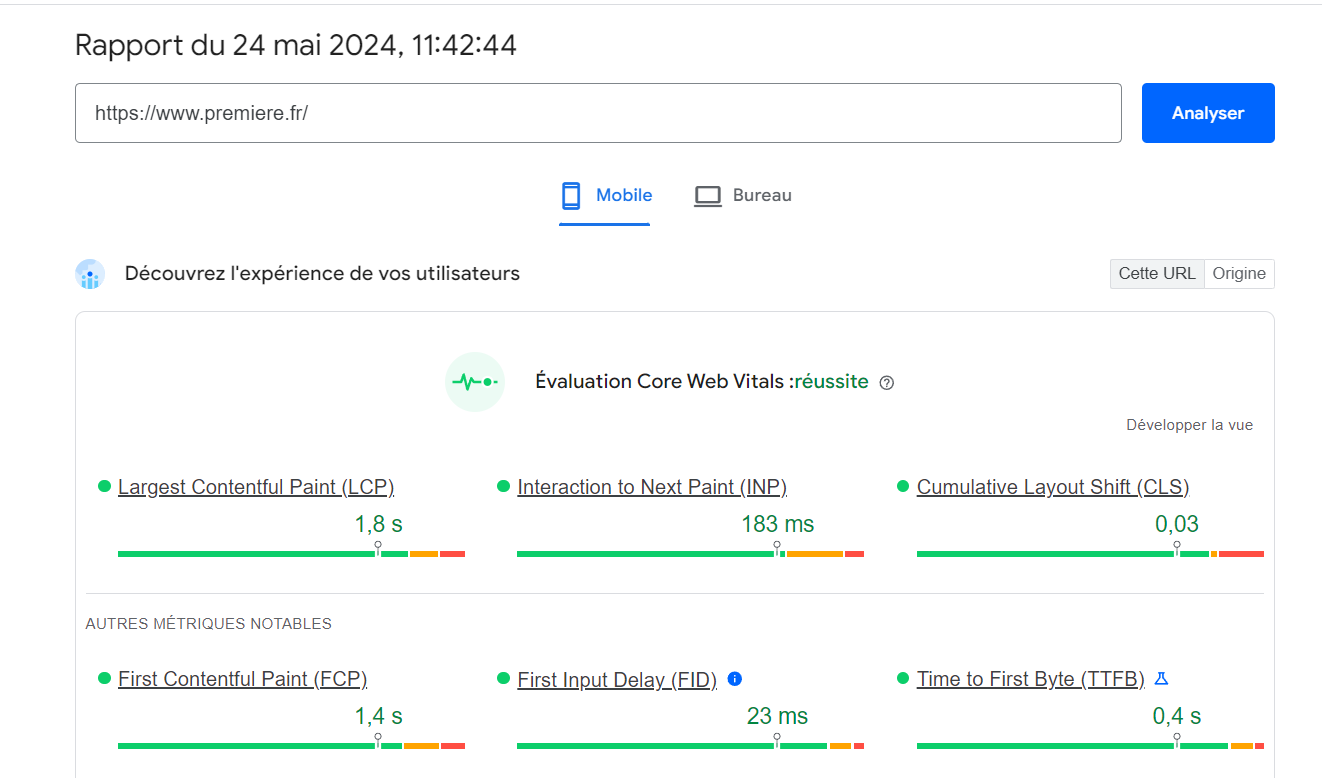 Rapport du 24 mai 2024, 11:42:44
https://www.premiere.fr/
Analyser
Mobile
Bureau
Découvrez l'expérience de vos utilisateurs
Cette URL
Origine
Évaluation Core Web Vitals :réussite
Développer la vue
Largest Contentful Paint (LCP)
1,8 s
Interaction to Next Paint (INP)
183 ms
Cumulative Layout Shift (CLS)
0,03
AUTRES MÉTRIQUES NOTABLES
First Contentful Paint (FCP)
1,4 s
First Input Delay (FID)
23 ms
Time to First Byte (TTFB)
0,4 s